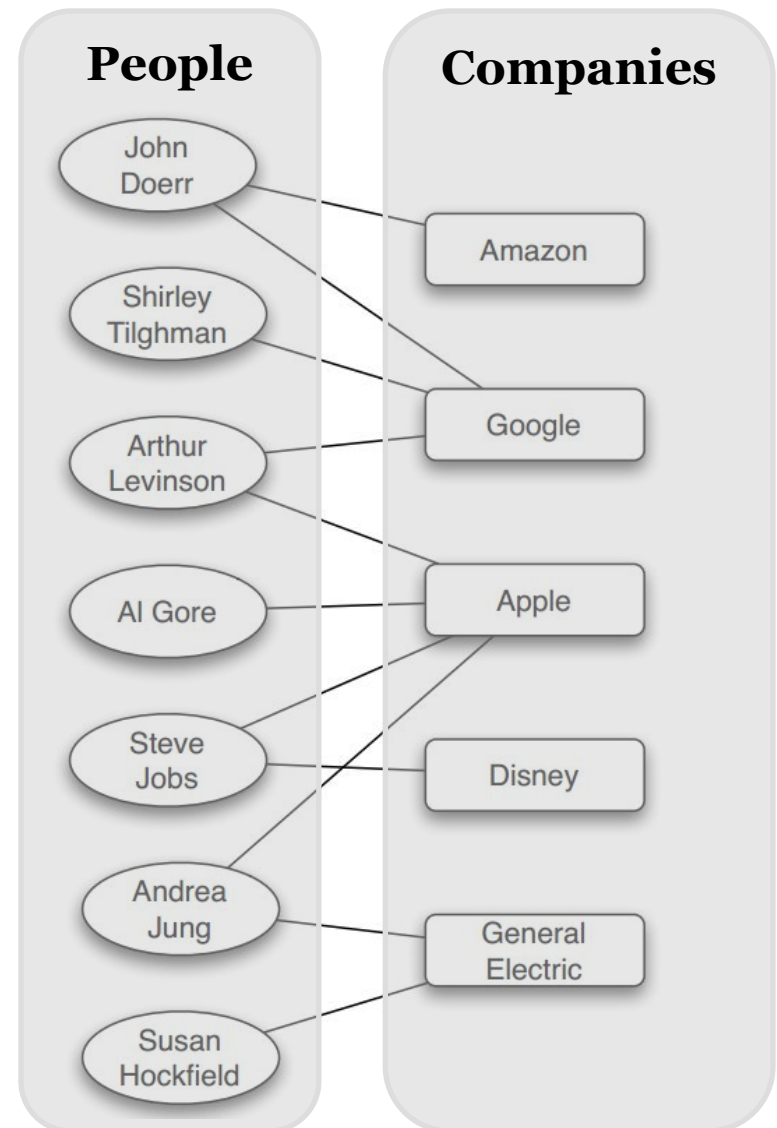 People
Companies
John
Doerr
Shirley
Tilghman
Arthur
Levinson
Al Gore
Steve
Jobs
Andrea
Jung
Susan
Hockfield
Amazon
Google
Apple
Disney
General
Electric